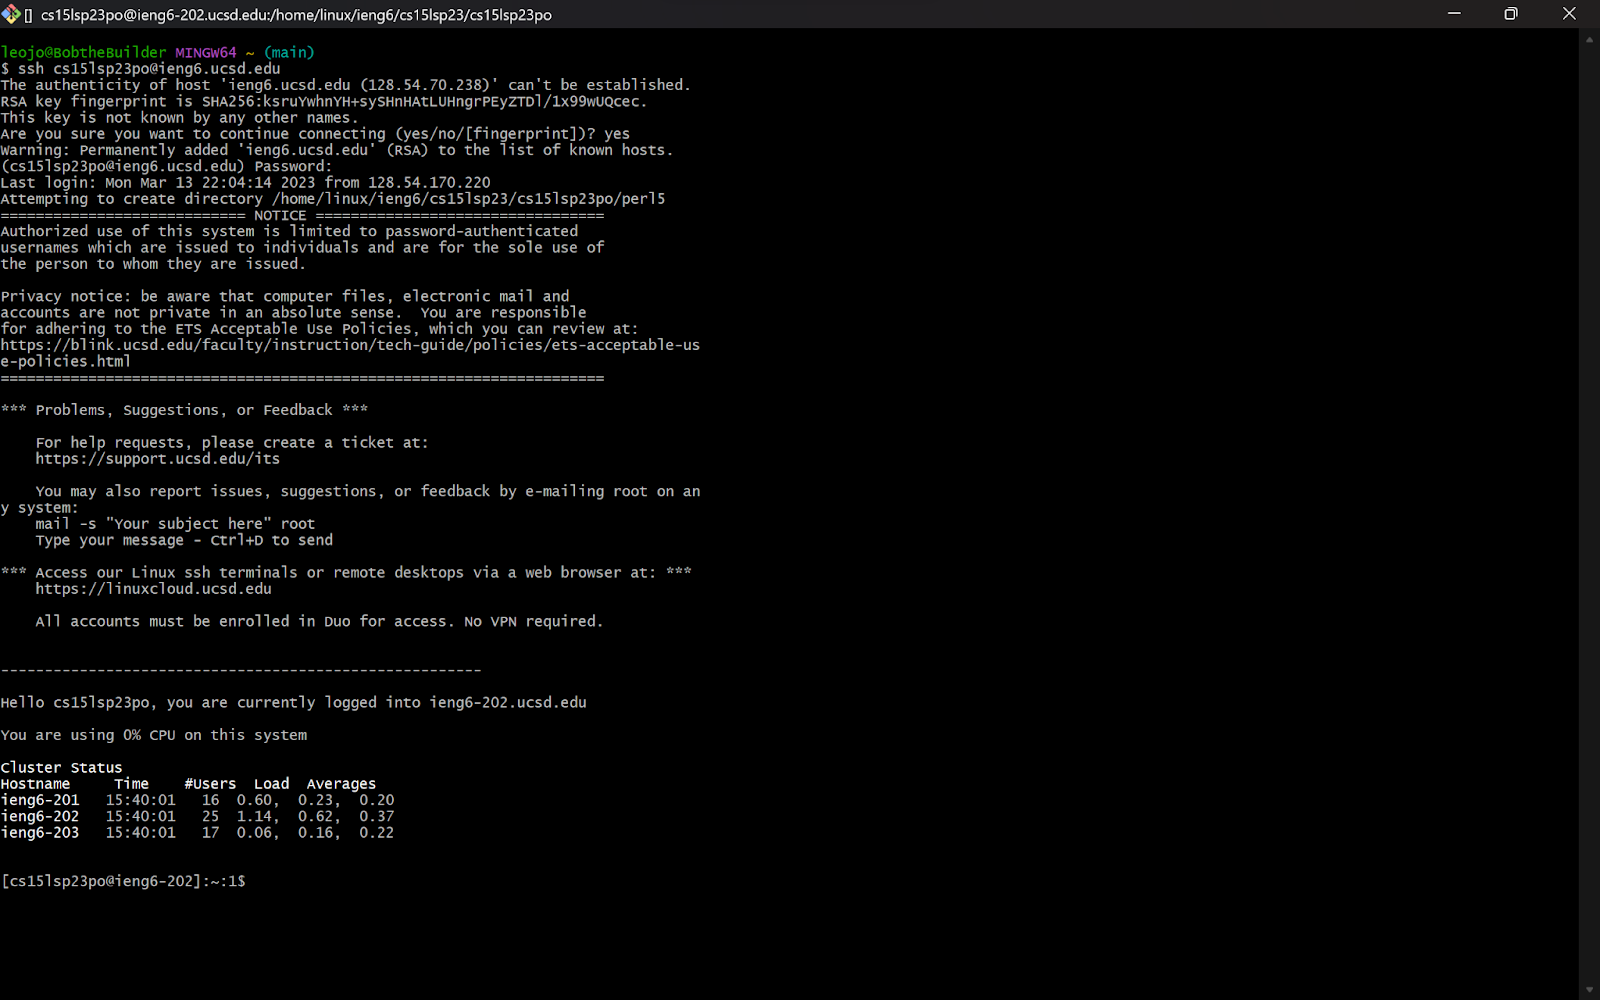 [] cs15lsp23po@ieng6-202.ucsd.edu:/home/linux/ieng6/cs15lsp23/cs15lsp23po
leojo@BobtheBuilder MINGW64 ~ (main)
$ ssh cs15lsp23po@ieng6.ucsd.edu
The authenticity of host 'ieng6.ucsd.edu (128.54.70.238)' can't be established.
RSA key fingerprint is SHA256:ksruYwhnYH+sySHnHAtLUHngrPEyZTDl/1x99wUQcec.
This key is not known by any other names.
Are you sure you want to continue connecting (yes/no/[fingerprint])? yes
Warning: Permanently added 'ieng6.ucsd.edu' (RSA) to the list of known hosts.
(cs15lsp23po@ieng6.ucsd.edu) Password:
Last login: Mon Mar 13 22:04:14 2023 from 128.54.170.220
Attempting to create directory /home/linux/ieng6/cs15lsp23/cs15lsp23po/perl5
============================ NOTICE =================================
Authorized use of this system is limited to password-authenticated
usernames which are issued to individuals and are for the sole use of
the person to whom they are issued.
Privacy notice: be aware that computer files, electronic mail and
accounts are not private in an absolute sense.  You are responsible
for adhering to the ETS Acceptable Use Policies, which you can review at:
https://blink.ucsd.edu/faculty/instruction/tech-guide/policies/ets-acceptable-us
e-policies.html
=====================================================================
*** Problems, Suggestions, or Feedback ***
For help requests, please create a ticket at:
https://support.ucsd.edu/its
You may also report issues, suggestions, or feedback by e-mailing root on an
y system:
mail -s "Your subject here" root
Type your message - Ctrl+D to send
*** Access our Linux ssh terminals or remote desktops via a web browser at: ***
https://linuxcloud.ucsd.edu
All accounts must be enrolled in Duo for access. No VPN required.
-------------------------------------------------------
Hello cs15lsp23po, you are currently logged into ieng6-202.ucsd.edu
You are using 0% CPU on this system
Cluster Status
Hostname     Time    #Users  Load  Averages
ieng6-201   15:40:01   16  0.60,  0.23,  0.20
ieng6-202   15:40:01   25  1.14,  0.62,  0.37
ieng6-203   15:40:01   17  0.06,  0.16,  0.22
[cs15lsp23po@ieng6-202]:~:1$